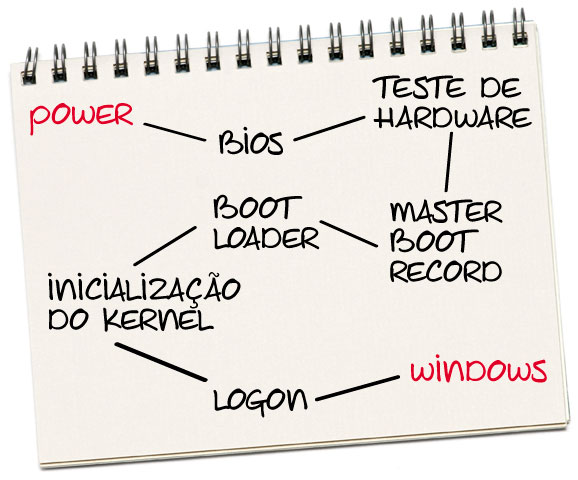 POWER
BIOS
TESTE DE
HARDWARE
MASTER
BOOT
RECORD
BOOT
LOADER
INICIALIZAÇÃO
DO KERNEL
LOGON
WINDOWS